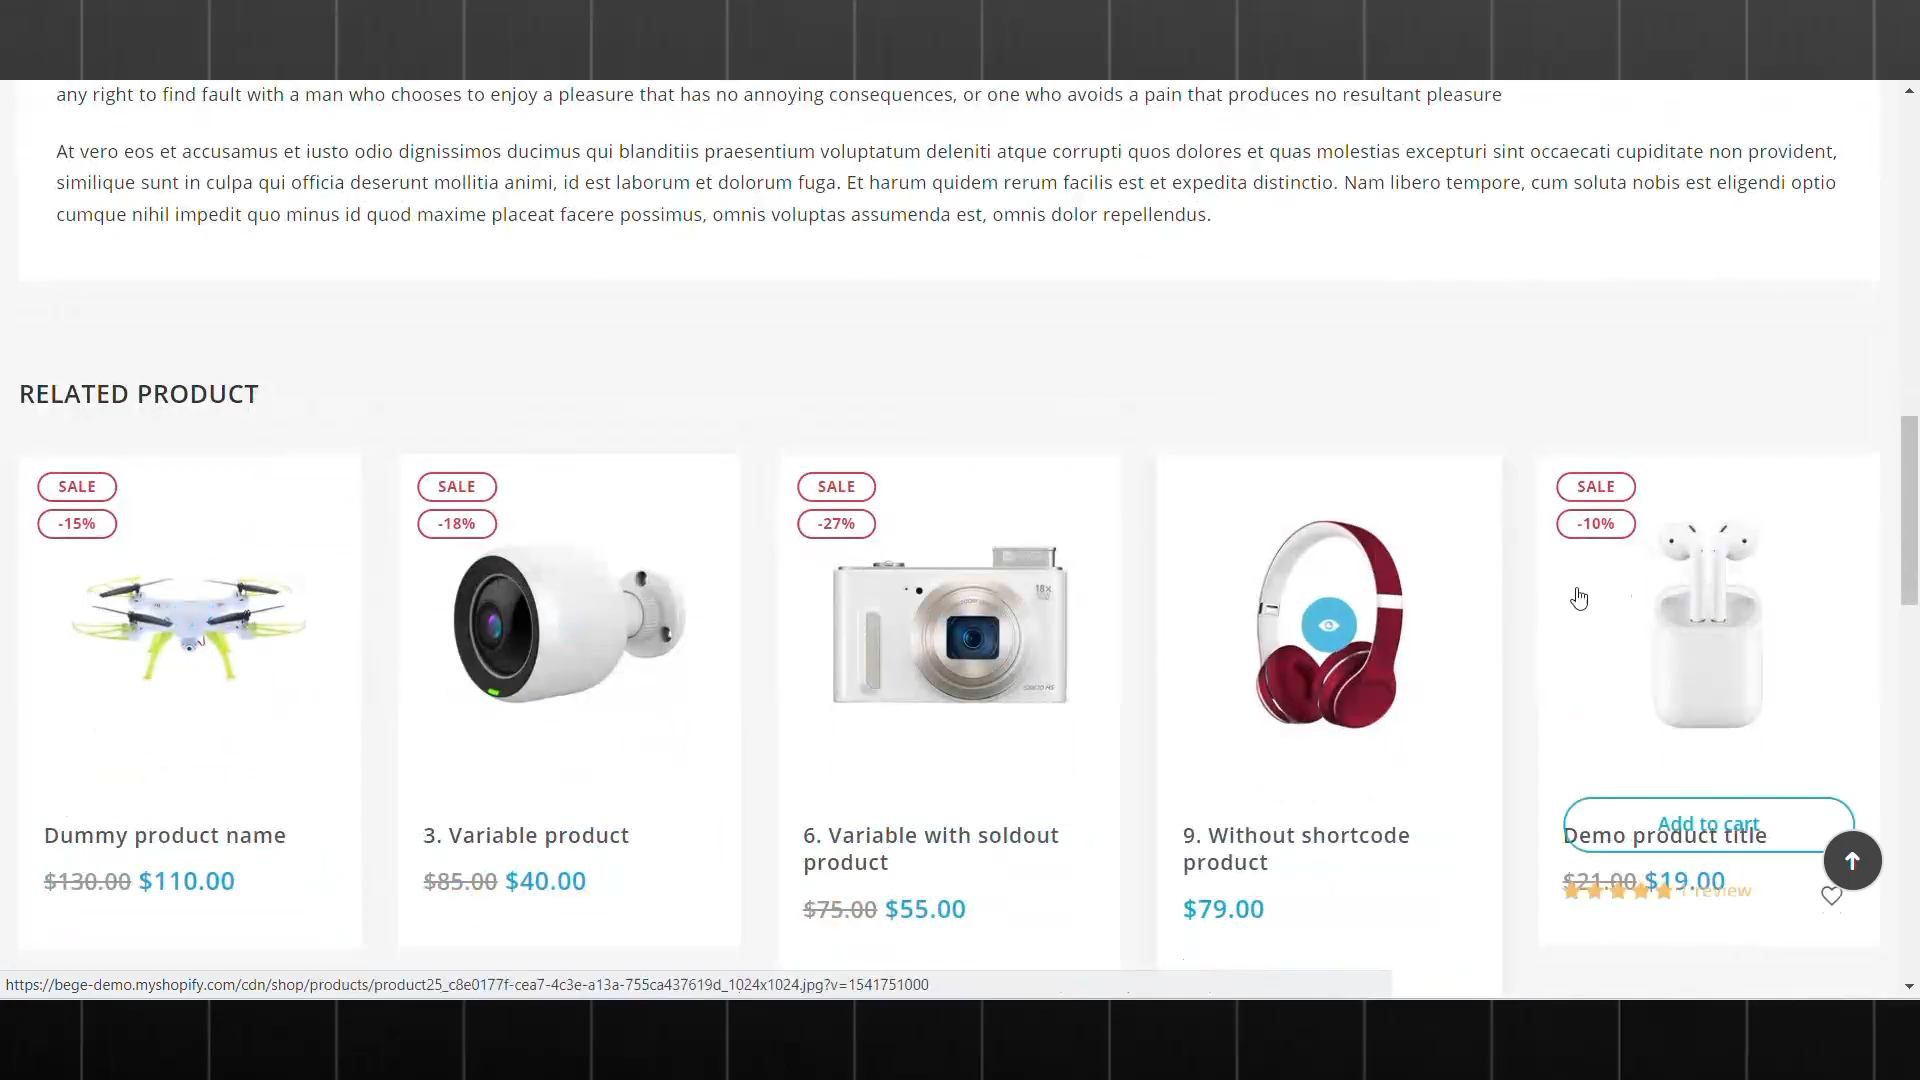 any right to find fault with a man who chooses to enjoy a pleasure that has no annoying consequences, or one who avoids a pain that produces no resultant pleasure
At vero eos et accusamus et iusto odio dignissimos ducimus qui blanditiis praesentium voluptatum deleniti atque corrupti quos dolores et quas molestias excepturi sint occaecati cupiditate non provident,
similique sunt in culpa qui officia deserunt mollitia animi, id est laborum et dolorum fuga. Et harum quidem rerum facilis est et expedita distinctio. Nam libero tempore, cum soluta nobis est eligendi optio
cumque nihil impedit quo minus id quod maxime placeat facere possimus, omnis voluptas assumenda est, omnis dolor repellendus.
RELATED PRODUCT
SALE
-15%
Dummy product name
$130.00 $110.00
SALE
-18%
3. Variable product
$85.00 $40.00
SALE
-27%
18x
6. Variable with soldout
product
$75.00 $55.00
9. Without shortcode
product
$79.00
SALE
-10%
Add to cart
Demo product title
$21.00 $19.00
1 review
https://bege-demo.myshopify.com/cdn/shop/products/product25_c8e0177f-cea7-4c3e-a13a-755ca437619d_1024x1024.jpg?v=1541751000